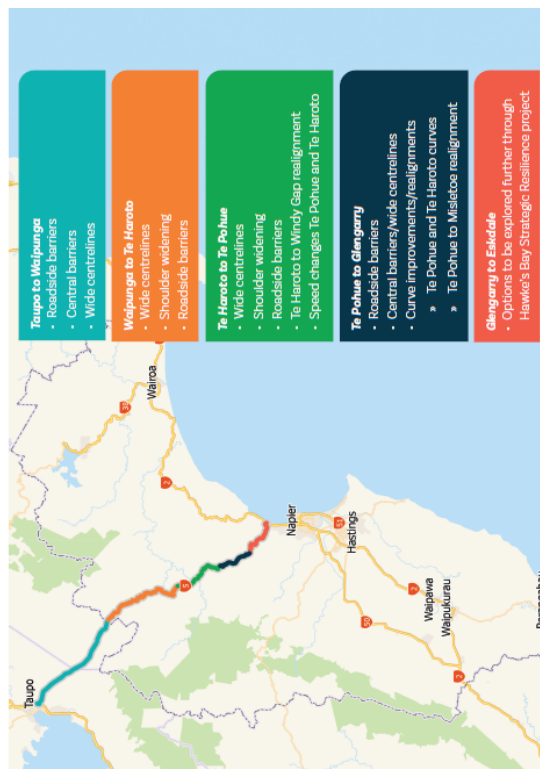 Taupo to Waipunga
• Roadside barriers
• Central barriers
• Wide centrelines
Waipunga to Te Haroto
• Wide centrelines
• Shoulder widening
• Roadside barriers
Te Haroto to Te Pohue
• Wide centrelines
• Shoulder widening
• Roadside barriers
• Te Haroto to Windy Gap realignment
• Speed changes Te Pohue and Te Haroto
Te Pohue to Glengarry
• Roadside barriers
• Central barriers/wide centrelines
• Curve improvements/realignments
» Te Pohue and Te Haroto curves
» Te Pohue to Misletoe realignment
Glengarry to Eskdale
• Options to be explored further through
Hawke's Bay Strategic Resilience project
Taupo
38
Wairoa
2
5
Napier
51
Hastings
50
2
Waipawa
Waipukurau
2